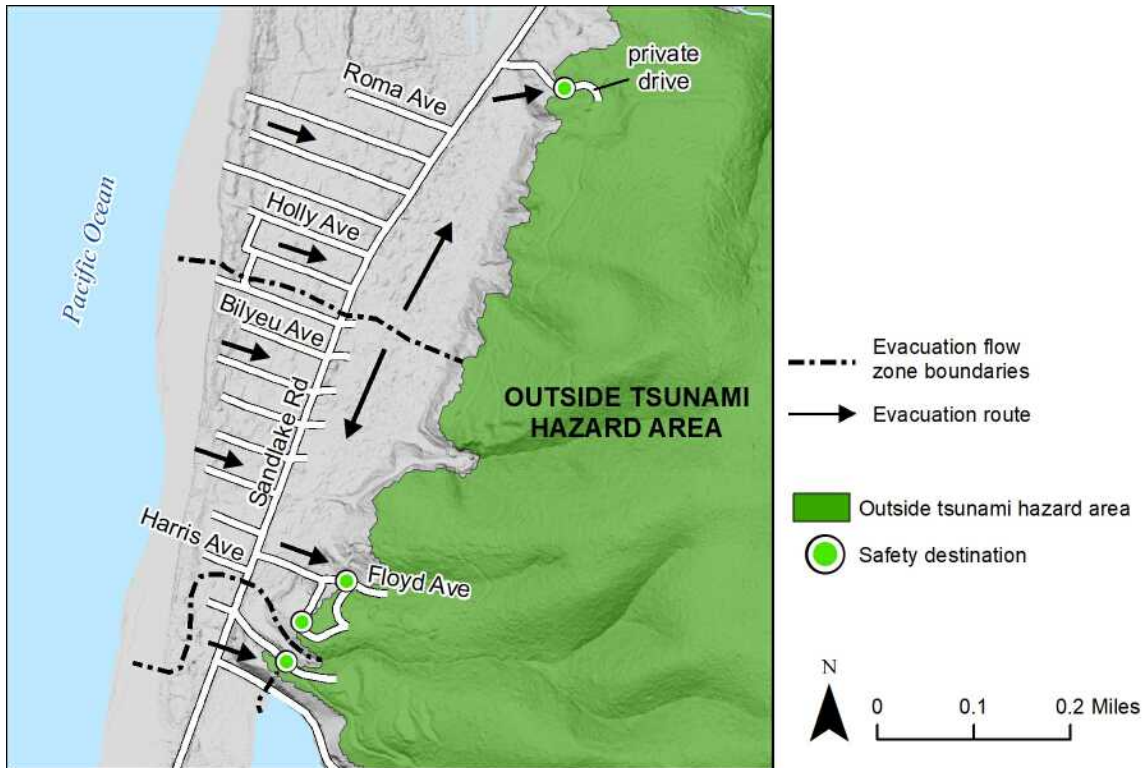 private
drive
Roma Ave
Pacific Ocean
Holly Ave
Bilyeu Ave
Sandlake Rd
OUTSIDE TSUNAMI
HAZARD AREA
Harris Ave
Floyd Ave
Evacuation flow
zone boundaries
Evacuation route
Outside tsunami hazard area
Safety destination
N
0 0.1 0.2 Miles